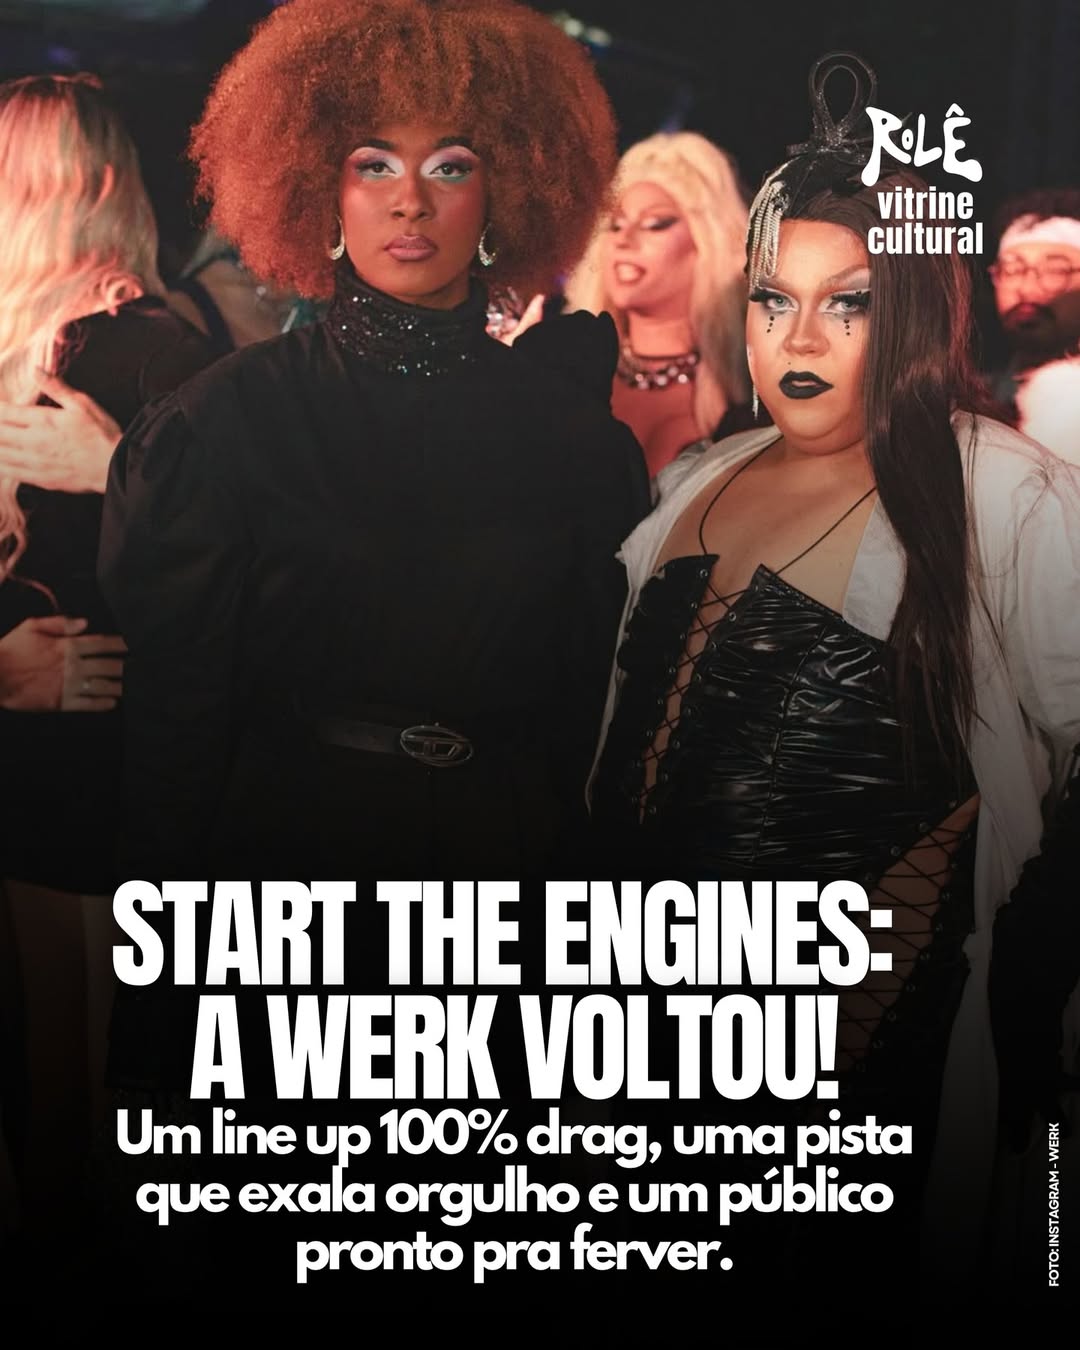 ROLÊ
vitrine
cultural
START THE ENGINES:
A WERK VOLTOU!
Um line up 100% drag, uma pista
que exala orgulho e um público
pronto pra ferver.
FOTO: INSTAGRAM - WERK